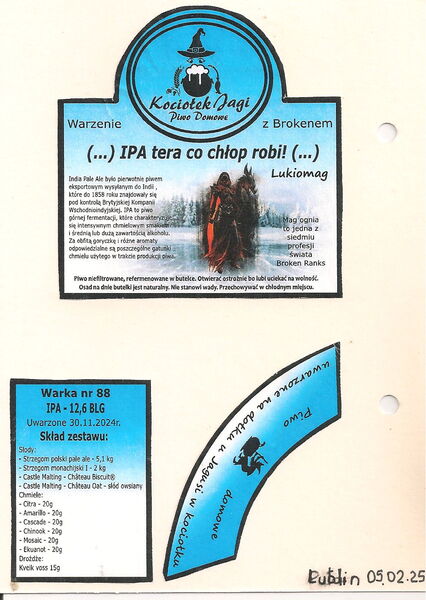 Kociołek Jagi
Piwo Domowe
Warzenie
z Brokenem
(...) IPA tera co chłop robi! (...)
Lukiomag
India Pale Ale było pierwotnie piwem
eksportowym wysyłanym do Indii ,
które do 1858 roku znajdowały się
pod kontrolą Brytyjskiej Kompanii
Wschodnioindyjskiej. IPA to piwo
górnej fermentacji, które charakteryzuje
się intensywnym chmielowym smakiem
i średnią lub dużą zawartością alkoholu.
Za obfitą goryczkę i różne aromaty
odpowiedzialne są poszczególne gatunki
chmielu użytego w trakcie produkcji piwa.
Mag ognia
to jedna z
siedmiu
profesji
świata
Broken Ranks
Piwo niefiltrowane, refermenowane w butelce. Otwierać ostrożnie bo lubi uciekać na wolność.
Osad na dnie butelki jest naturalny. Nie stanowi wady. Przechowywać w chłodnym miejscu.
Warka nr 88
IPA - 12,6 BLG
Uwarzone 30.11.2024r.
Skład zestawu:
Słody:
- Strzegom polski pale ale - 5,1 kg
- Strzegom monachijski I - 2 kg
- Castle Malting - Château Biscuit®
- Castle Malting - Château Oat - słód owsiany
Chmiele:
- Citra - 20g
- Amarillo - 20g
- Cascade - 20g
- Chinook - 20g
- Mosaic - 20g
- Ekuanot - 20g
Drożdże:
Kveik voss 15g
Piwo domowe
uwarzone na dotku u Jagusi w kociołku
Lublin 05.02.25